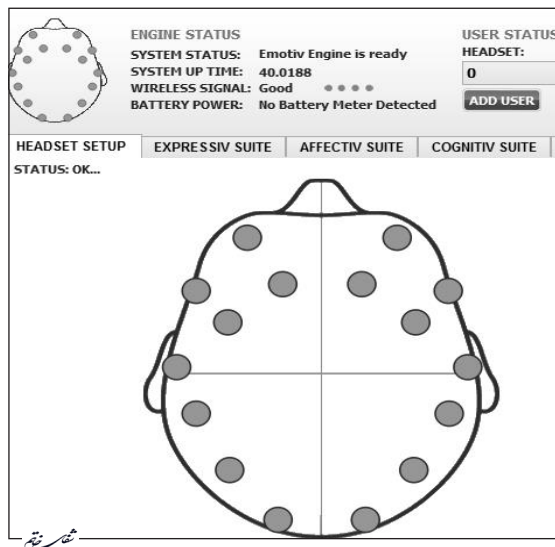 ENGINE STATUS
SYSTEM STATUS: Emotiv Engine is ready
SYSTEM UP TIME: 40.0188
WIRELESS SIGNAL: Good
BATTERY POWER: No Battery Meter Detected
USER STATUS
HEADSET:
0
ADD USER
HEADSET SETUP
EXPRESSIV SUITE
AFFECTIV SUITE
COGNITIV SUITE
STATUS: OK...
شفای خاتم